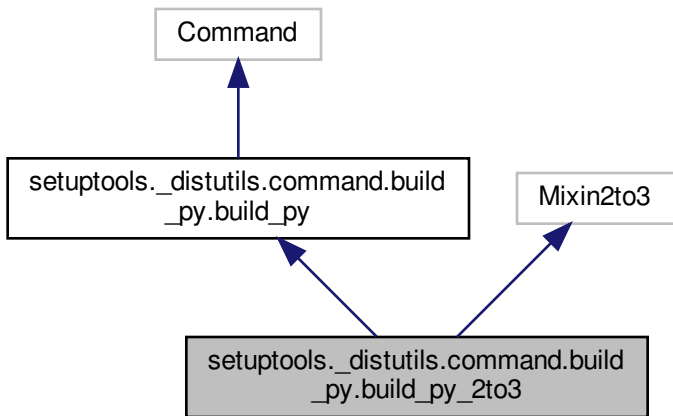 Command
setuptools._distutils.command.build
_py.build_py
Mixin2to3
setuptools._distutils.command.build
_py.build_py_2to3